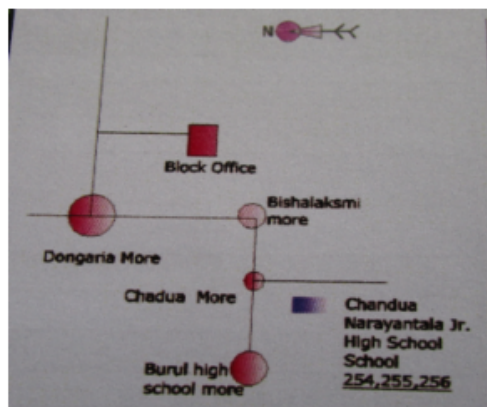 N
Block Office
Bishalaksmi
more
Dongaria More
Chadua More
Chandua
Narayantala Jr.
High School
School
254,255,256
Burul high
school more